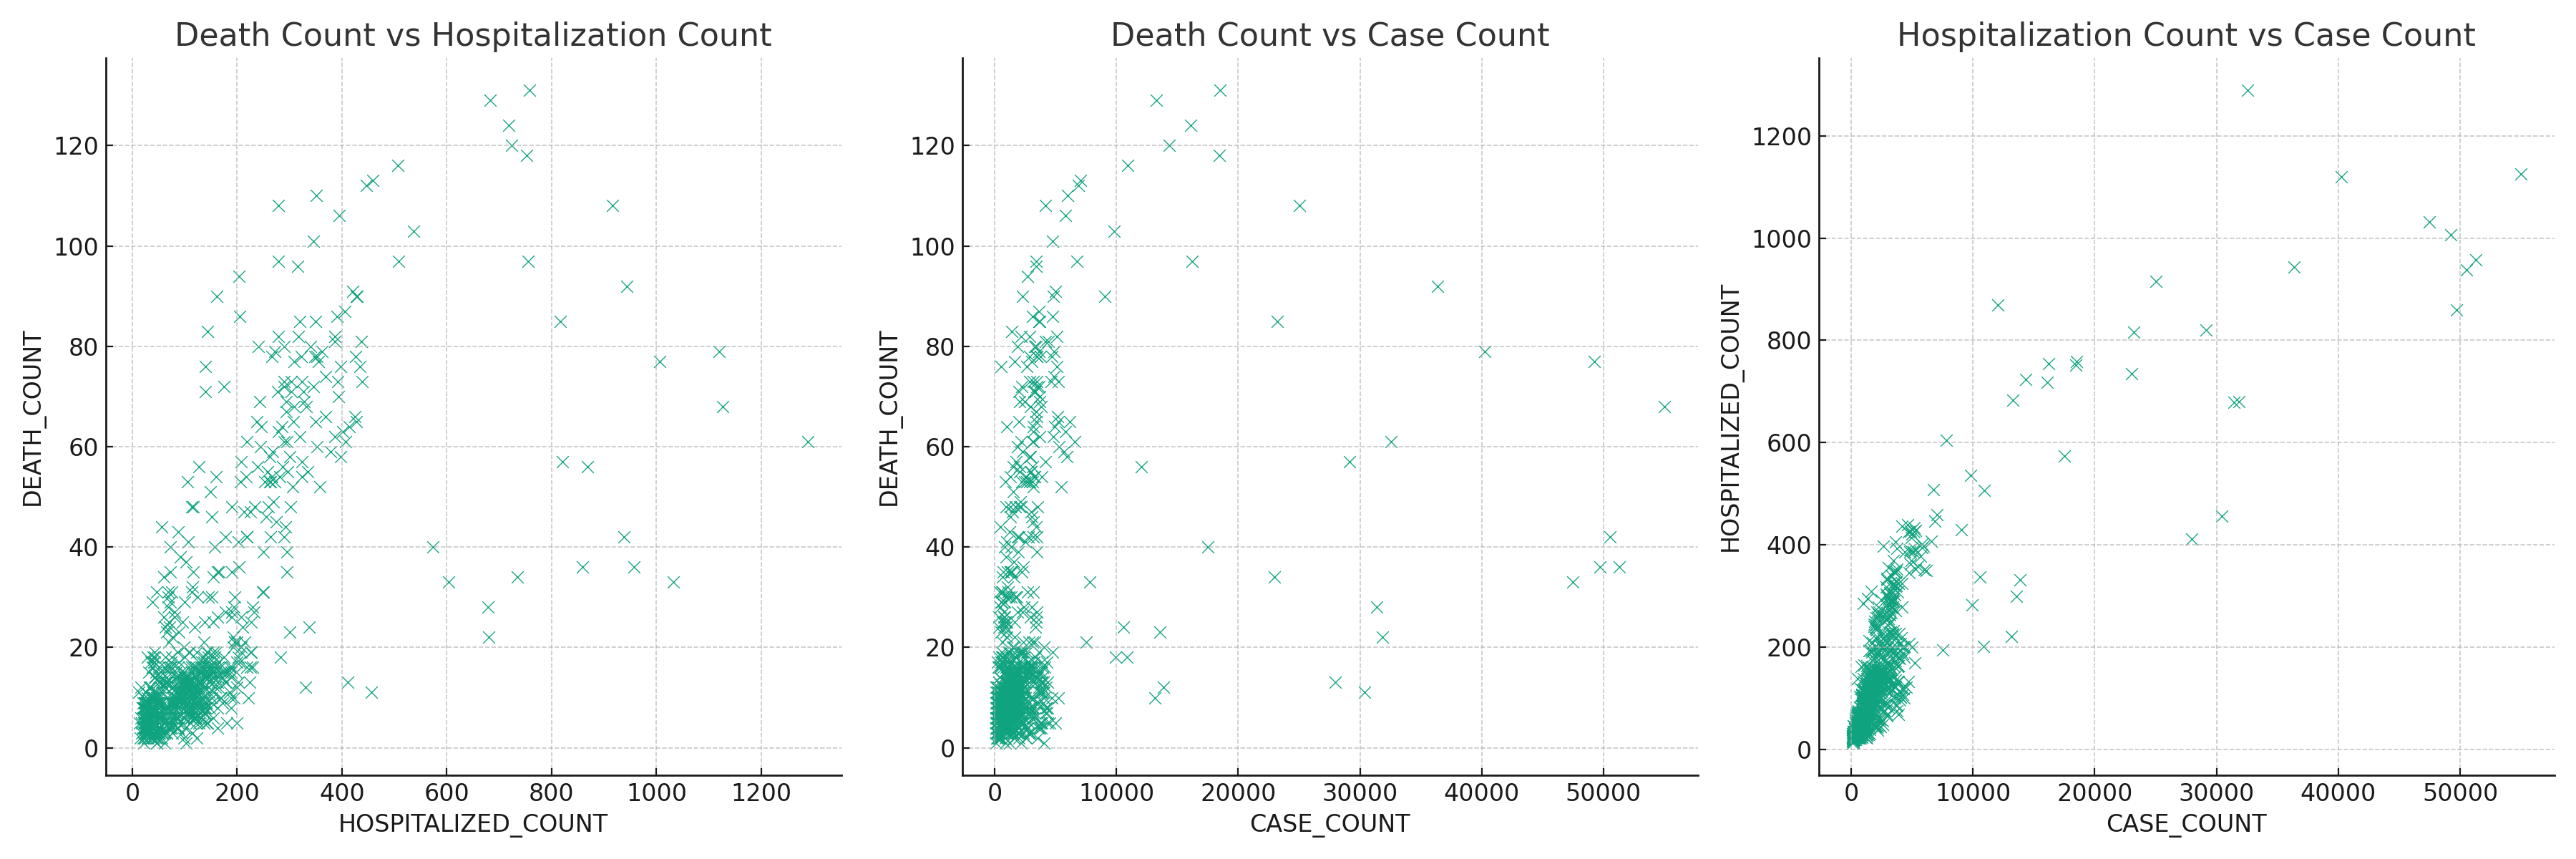 Death Count vs Hospitalization Count
120
100
80
60
40
20
0
DEATH_COUNT
0 200 400 600 800 1000 1200
HOSPITALIZED_COUNT
Death Count vs Case Count
120
100
80
60
40
20
0
DEATH_COUNT
0 10000 20000 30000 40000 50000
CASE_COUNT
Hospitalization Count vs Case Count
1200
1000
800
600
400
200
0
HOSPITALIZED_COUNT
0 10000 20000 30000 40000 50000
CASE_COUNT